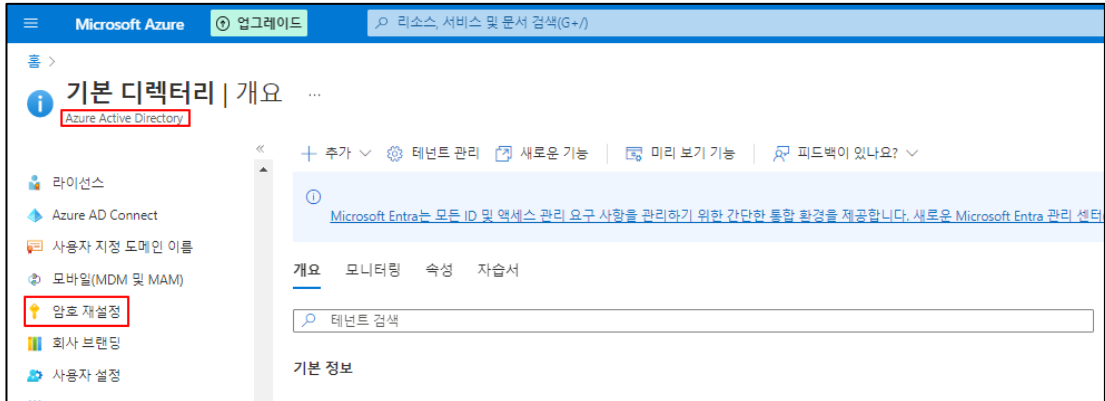 Microsoft Azure 업그레이드 리소스, 서비스 및 문서 검색(G+/)
홈 >
기본 디렉터리 | 개요 ...
Azure Active Directory
«
추가 테넌트 관리 새로운 기능 미리 보기 기능 피드백이 있나요?
라이선스
Azure AD Connect
사용자 지정 도메인 이름
모바일(MDM 및 MAM)
암호 재설정
회사 브랜딩
사용자 설정
Microsoft Entra는 모든 ID 및 액세스 관리 요구 사항을 관리하기 위한 간단한 통합 환경을 제공합니다. 새로운 Microsoft Entra 관리 센터
개요 모니터링 속성 자습서
테넌트 검색
기본 정보